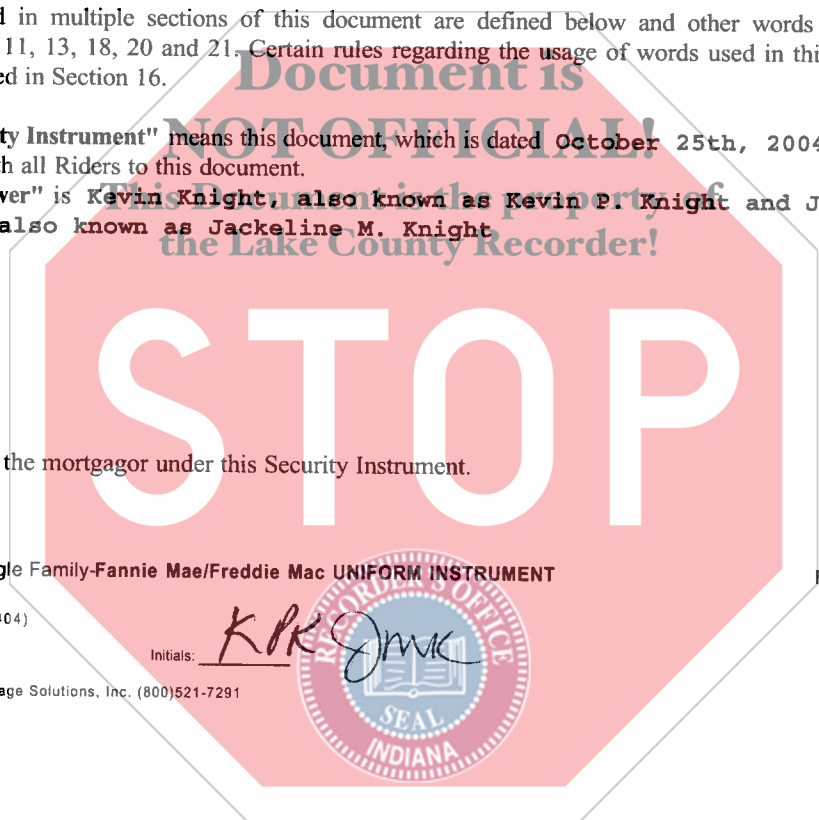 in multiple sections of this document are defined below and other words
11, 13, 18, 20 and 21. Certain rules regarding the usage of words used in thi
ed in Section 16.
Document is
NOT OFFICIAL!
ty Instrument" means this document, which is dated October 25th, 2004
h all Riders to this document.
This Document is the property of
ver" is Kevin Knight, also known as Kevin P. Knight and J
also known as Jackeline M. Knight
the Lake County Recorder!
STOP
the mortgagor under this Security Instrument.
gle Family-Fannie Mae/Freddie Mac UNIFORM INSTRUMENT
04)
Initials: KPK JMK
age Solutions, Inc. (800)521-7291
RECORDER'S OFFICE
SEAL
INDIANA